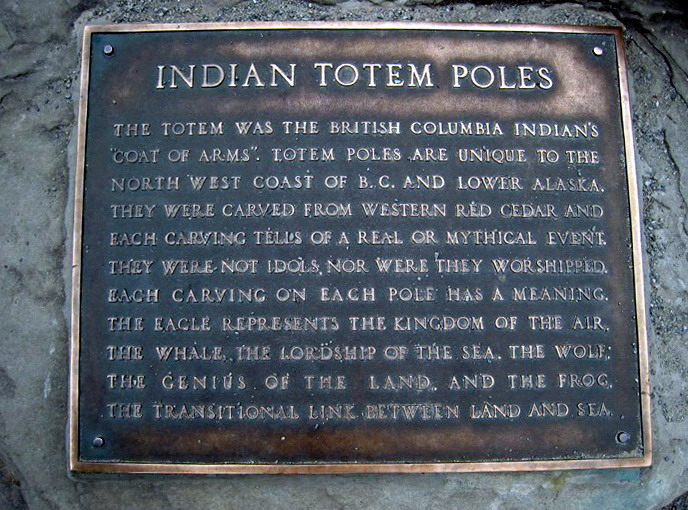 INDIAN TOTEM POLES
THE TOTEM WAS THE BRITISH COLUMBIA INDIAN'S
"COAT OF ARMS". TOTEM POLES ARE UNIQUE TO THE
NORTH WEST COAST OF B.C. AND LOWER ALASKA.
THEY WERE CARVED FROM WESTERN RED CEDAR AND
EACH CARVING TELLS OF A REAL OR MYTHICAL EVENT.
THEY WERE NOT IDOLS, NOR WERE THEY WORSHIPPED.
EACH CARVING ON EACH POLE HAS A MEANING.
THE EAGLE REPRESENTS THE KINGDOM OF THE AIR,
THE WHALE, THE LORDSHIP OF THE SEA. THE WOLF,
THE GENIUS OF THE LAND, AND THE FROG,
THE TRANSITIONAL LINK BETWEEN LAND AND SEA.